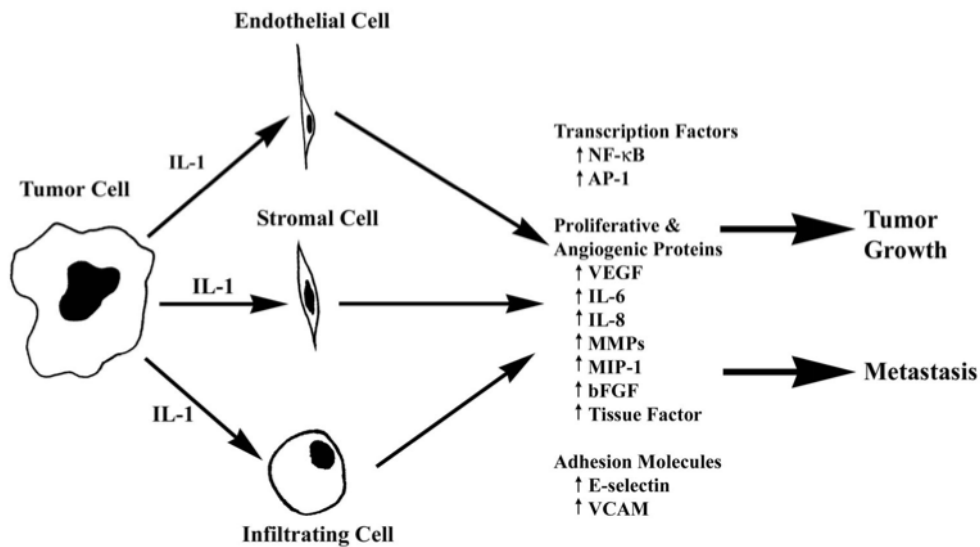 Endothelial Cell
IL-1
Tumor Cell
Stromal Cell
IL-1
IL-1
Infiltrating Cell
Transcription Factors
↑ NF-κB
↑ AP-1
Proliferative &
Angiogenic Proteins
↑ VEGF
↑ IL-6
↑ IL-8
↑ MMPs
↑ MIP-1
↑ bFGF
↑ Tissue Factor
Adhesion Molecules
↑ E-selectin
↑ VCAM
Tumor
Growth
Metastasis